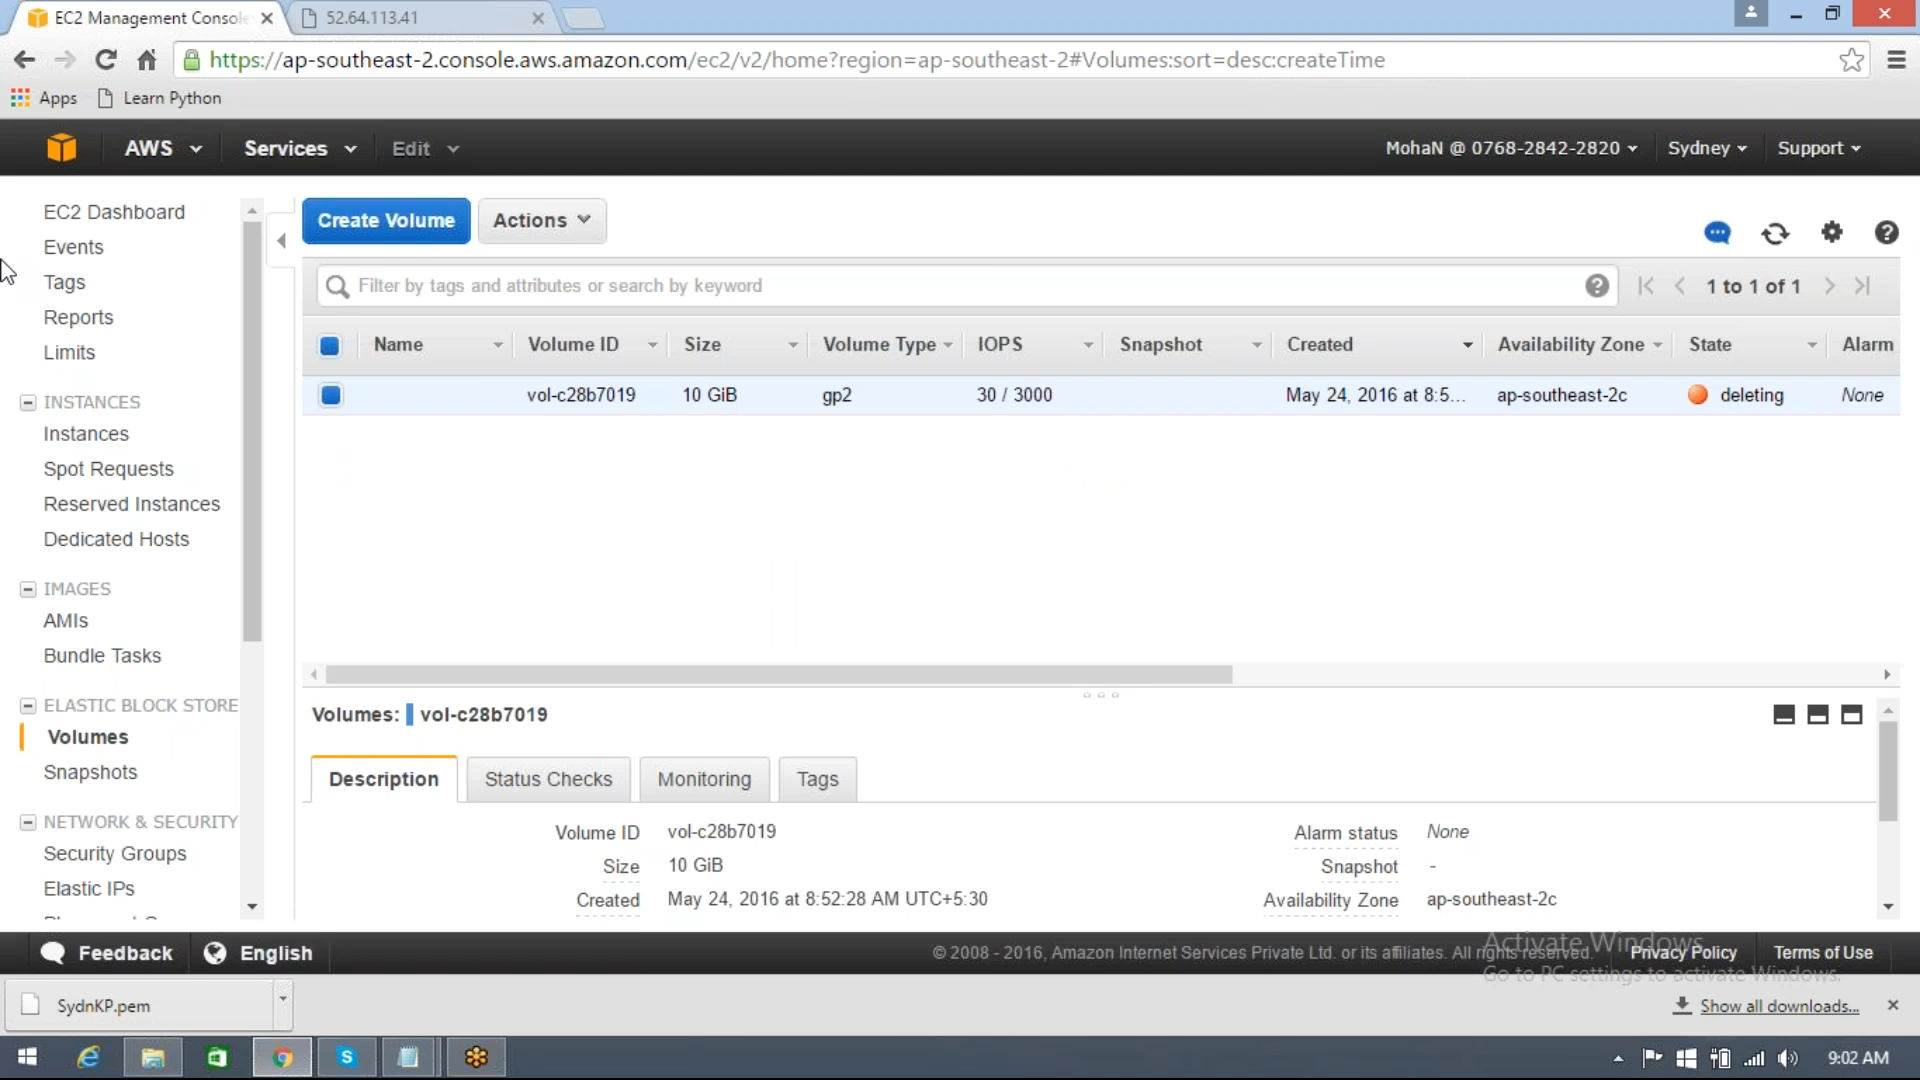 EC2 Management Console
52.64.113.41
https://ap-southeast-2.console.aws.amazon.com/ec2/v2/home?region=ap-southeast-2#Volumes:sort=desc:createTime
Apps
Learn Python
AWS
Services
Edit
MohaN @ 0768-2842-2820
Sydney
Support
EC2 Dashboard
Events
Tags
Reports
Limits
INSTANCES
Instances
Spot Requests
Reserved Instances
Dedicated Hosts
IMAGES
AMIs
Bundle Tasks
ELASTIC BLOCK STORE
Volumes
Snapshots
NETWORK & SECURITY
Security Groups
Elastic IPs
Create Volume
Actions
Filter by tags and attributes or search by keyword
1 to 1 of 1
Name Volume ID Size Volume Type IOPS Snapshot Created Availability Zone State Alarm
vol-c28b7019 10 GiB gp2 30 / 3000 May 24, 2016 at 8:5... ap-southeast-2c deleting None
Volumes: vol-c28b7019
Description
Status Checks
Monitoring
Tags
Volume ID vol-c28b7019
Size 10 GiB
Created May 24, 2016 at 8:52:28 AM UTC+5:30
Alarm status None
Snapshot -
Availability Zone ap-southeast-2c
Feedback
English
© 2008 - 2016, Amazon Internet Services Private Ltd. or its affiliates. All rights reserved.
Privacy Policy
Terms of Use
Activate Windows
Go to PC settings to activate Windows.
SydnKP.pem
Show all downloads...
9:02 AM